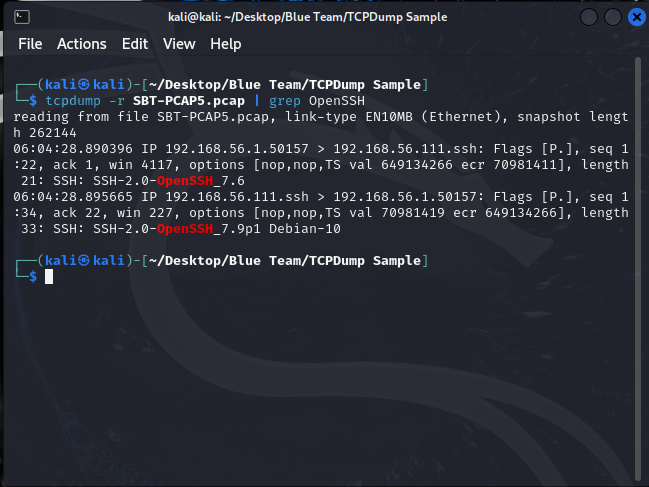 kali@kali: ~/Desktop/Blue Team/TCPDump Sample
File Actions Edit View Help
┌──(kali㉿kali)-[~/Desktop/Blue Team/TCPDump Sample]
└─$ tcpdump -r SBT-PCAP5.pcap | grep OpenSSH
reading from file SBT-PCAP5.pcap, link-type EN10MB (Ethernet), snapshot lengt
h 262144
06:04:28.890396 IP 192.168.56.1.50157 > 192.168.56.111.ssh: Flags [P.], seq 1
:22, ack 1, win 4117, options [nop,nop,TS val 649134266 ecr 70981411], length
 21: SSH: SSH-2.0-OpenSSH_7.6
06:04:28.895665 IP 192.168.56.111.ssh > 192.168.56.1.50157: Flags [P.], seq 1
:34, ack 22, win 227, options [nop,nop,TS val 70981419 ecr 649134266], length
 33: SSH: SSH-2.0-OpenSSH_7.9p1 Debian-10
┌──(kali㉿kali)-[~/Desktop/Blue Team/TCPDump Sample]
└─$